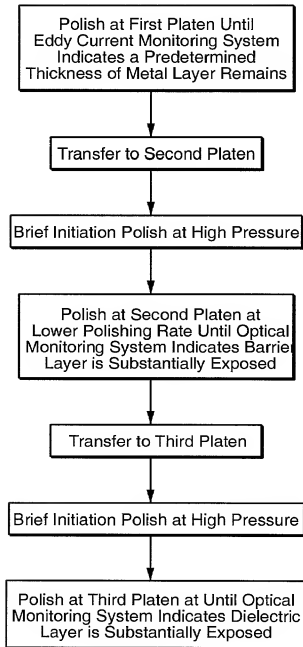 Polish at First Platen Until
Eddy Current Monitoring System
Indicates a Predetermined
Thickness of Metal Layer Remains
Transfer to Second Platen
Brief Initiation Polish at High Pressure
Polish at Second Platen at
Lower Polishing Rate Until Optical
Monitoring System Indicates Barrier
Layer is Substantially Exposed
Transfer to Third Platen
Brief Initiation Polish at High Pressure
Polish at Third Platen at Until Optical
Monitoring System Indicates Dielectric
Layer is Substantially Exposed